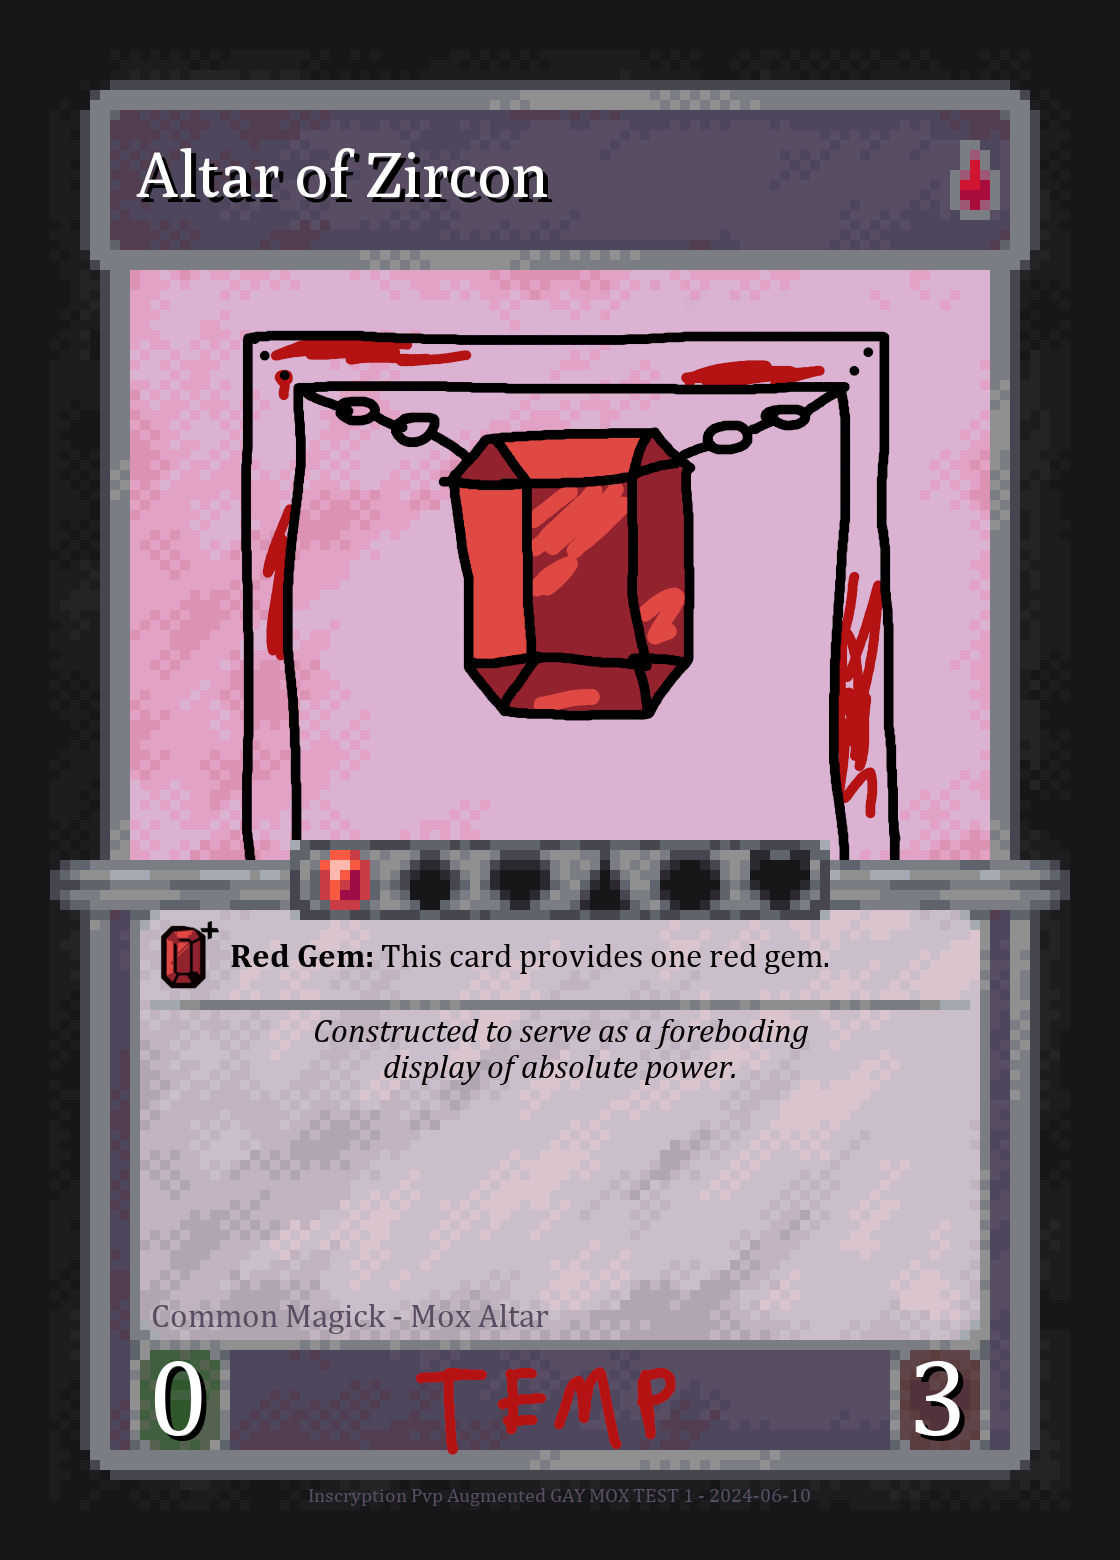 Altar of Zircon
Red Gem: This card provides one red gem.
Constructed to serve as a foreboding
display of absolute power.
Common Magick - Mox Altar
0
TEMP
3
Inscryption Pvp Augmented GAY MOX TEST 1 - 2024-06-10